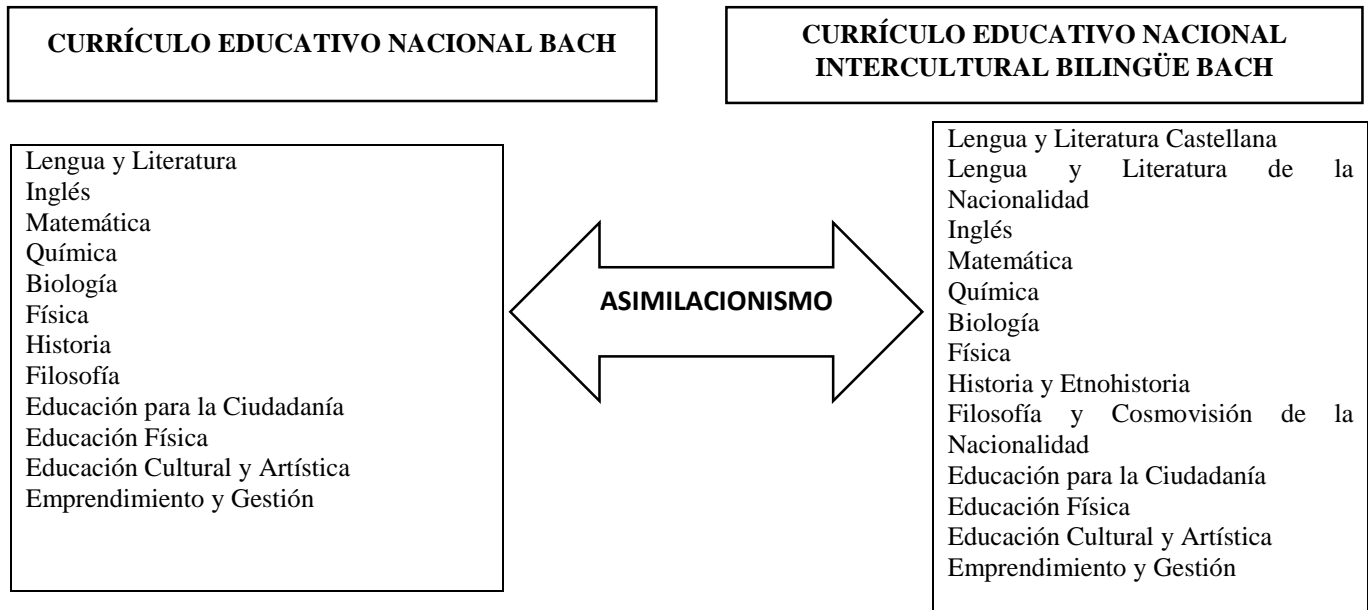 CURRÍCULO EDUCATIVO NACIONAL BACH
CURRÍCULO EDUCATIVO NACIONAL
INTERCULTURAL BILINGÜE BACH
Lengua y Literatura
Inglés
Matemática
Química
Biología
Física
Historia
Filosofía
Educación para la Ciudadanía
Educación Física
Educación Cultural y Artística
Emprendimiento y Gestión
ASIMILACIONISMO
Lengua y Literatura Castellana
Lengua y Literatura de la
Nacionalidad
Inglés
Matemática
Química
Biología
Física
Historia y Etnohistoria
Filosofía y Cosmovisión de la
Nacionalidad
Educación para la Ciudadanía
Educación Física
Educación Cultural y Artística
Emprendimiento y Gestión